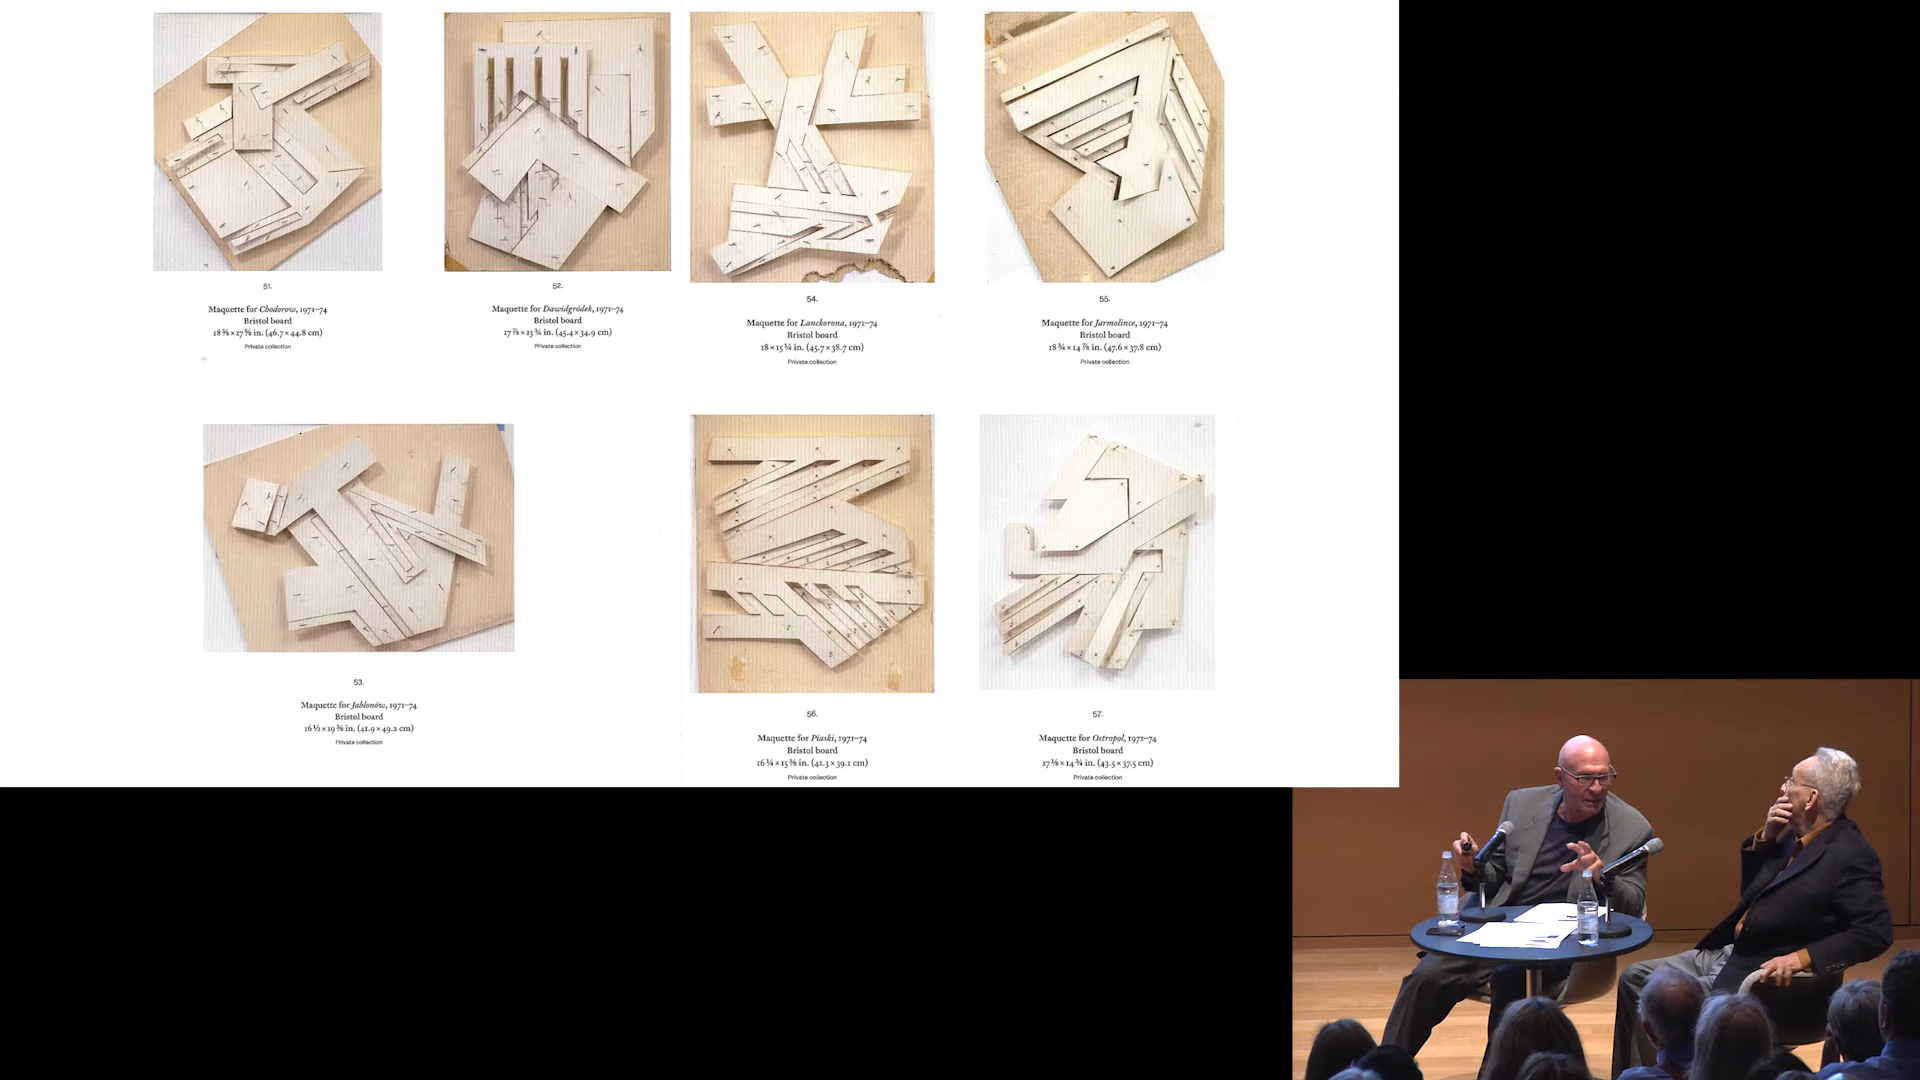 51.
Maquette for Chodorow, 1971–74
Bristol board
18 3/8 × 17 5/8 in. (46.7 × 44.8 cm)
Private collection
52.
Maquette for Dawidgródek, 1971–74
Bristol board
17 7/8 × 13 3/4 in. (45.4 × 34.9 cm)
Private collection
54.
Maquette for Lanckorona, 1971–74
Bristol board
18 × 15 1/4 in. (45.7 × 38.7 cm)
Private collection
55.
Maquette for Jarmolince, 1971–74
Bristol board
18 3/4 × 14 7/8 in. (47.6 × 37.8 cm)
Private collection
53.
Maquette for Jablonów, 1971–74
Bristol board
16 1/2 × 19 3/8 in. (41.9 × 49.2 cm)
Private collection
56.
Maquette for Piaski, 1971–74
Bristol board
16 1/4 × 15 3/8 in. (41.3 × 39.1 cm)
Private collection
57.
Maquette for Ostropol, 1971–74
Bristol board
17 1/8 × 14 3/4 in. (43.5 × 37.5 cm)
Private collection